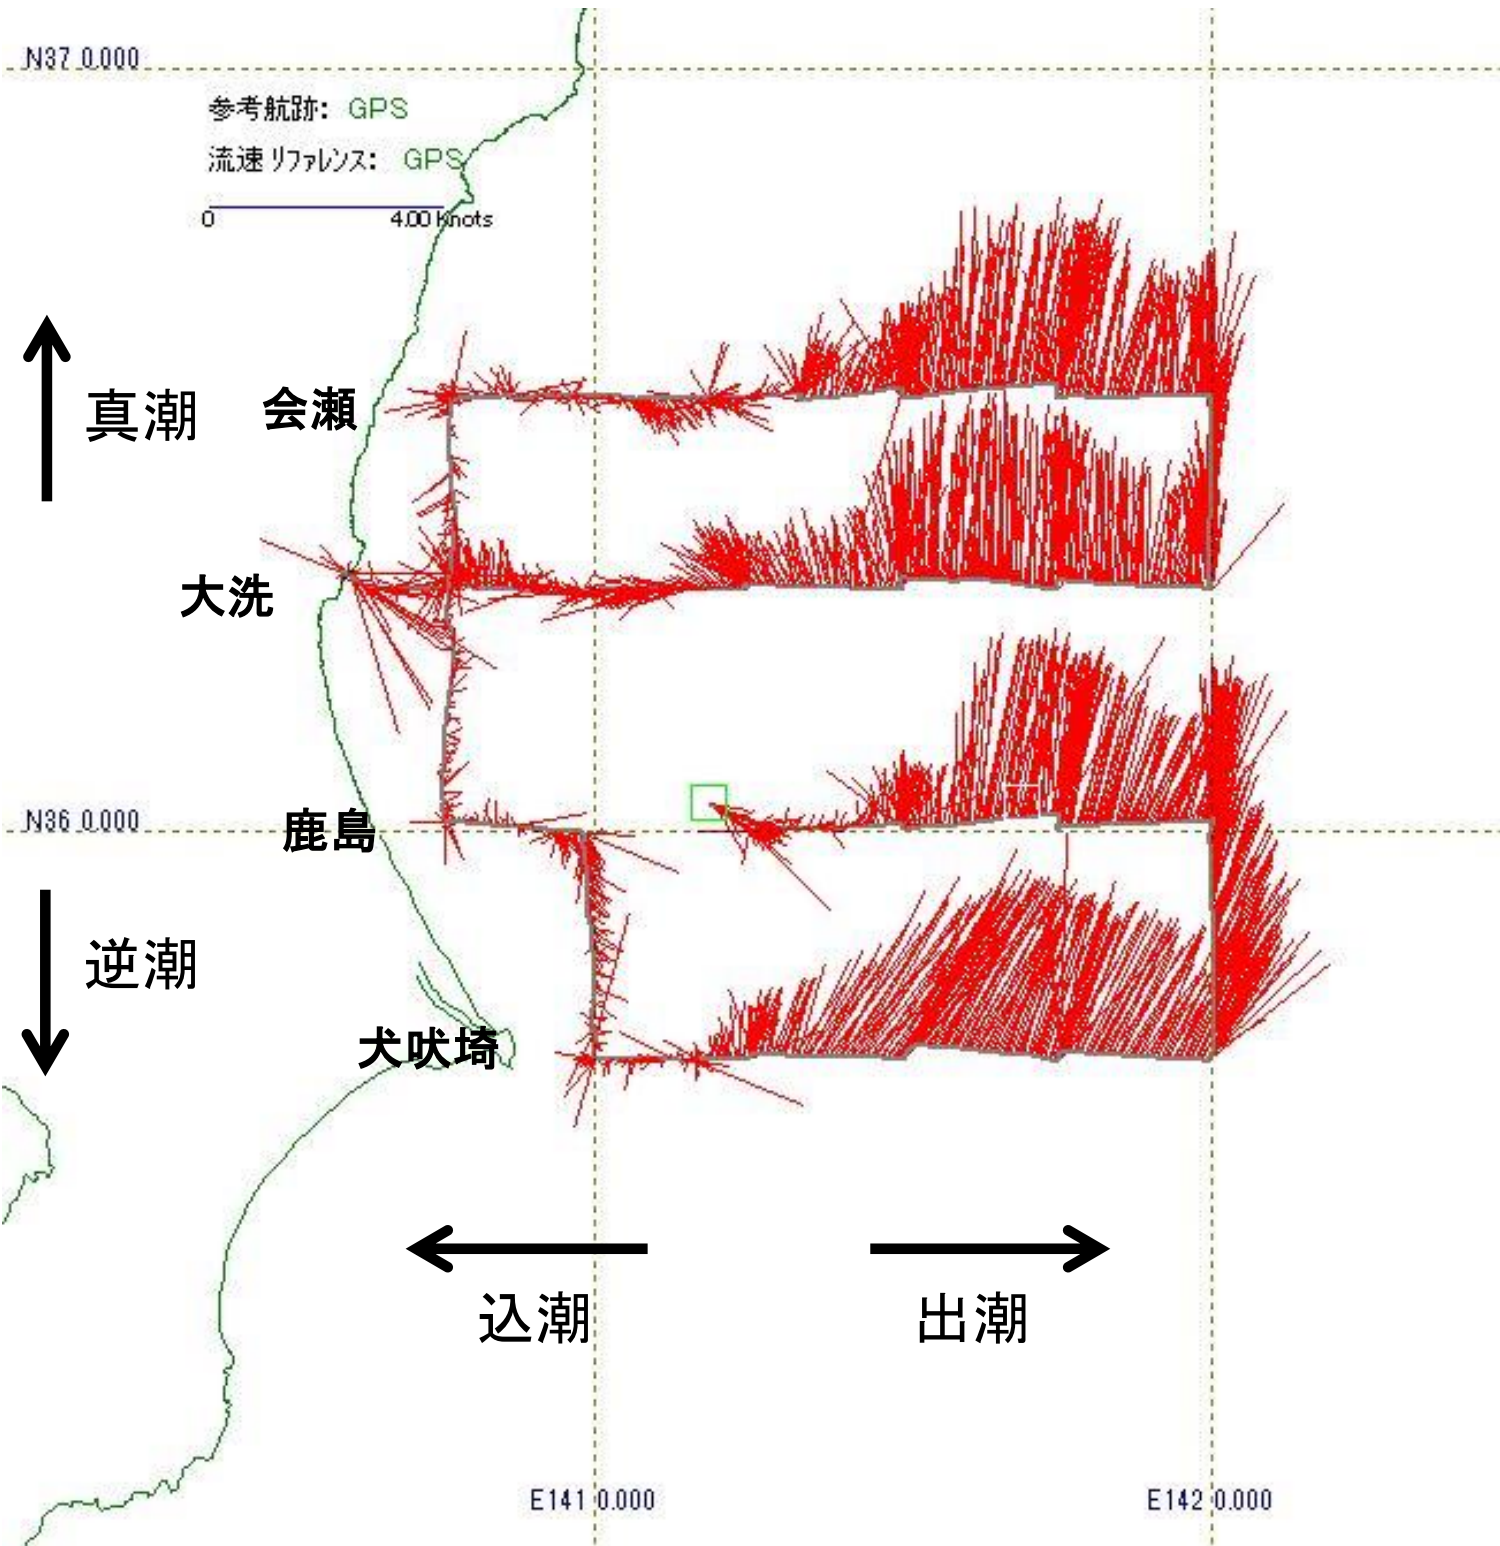 N37 0.000
参考航跡: GPS
流速リファレンス: GPS
0 4.00 Knots
真潮
会瀬
大洗
N36 0.000
鹿島
逆潮
犬吠埼
込潮
出潮
E141 0.000
E142 0.000